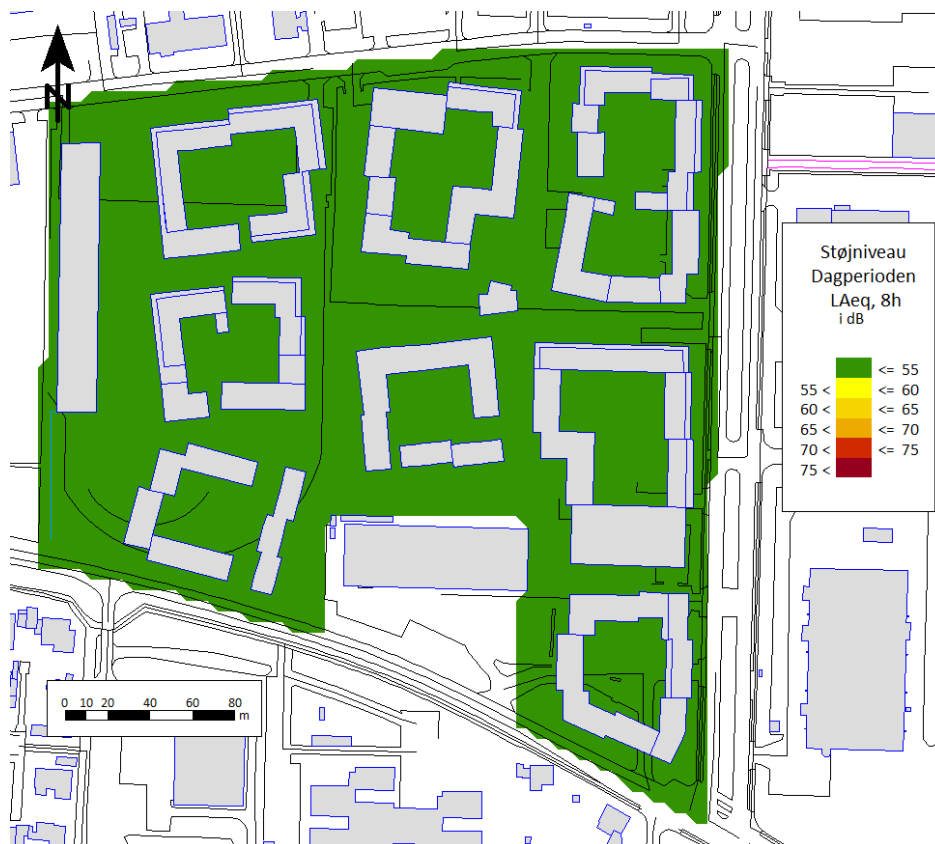 N
Støjniveau
Dagperioden
LAeq, 8h
i dB
<= 55
55 < <= 60
60 < <= 65
65 < <= 70
70 < <= 75
75 <
0 10 20 40 60 80
m